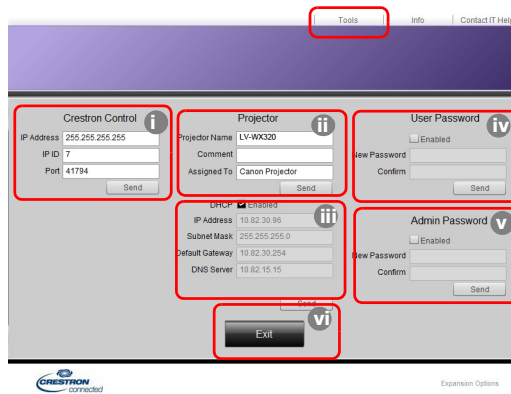 Tools Info Contact IT Help
Crestron Control i
IP Address 255.255.255.255
IP ID 7
Port 41794
Send
Projector ii
Projector Name LV-WX320
Comment
Assigned To Canon Projector
Send
DHCP Enabled iii
IP Address 10.82.30.96
Subnet Mask 255.255.255.0
Default Gateway 10.82.30.254
DNS Server 10.82.15.15
Send
User Password iv
Enabled
New Password
Confirm
Send
Admin Password v
Enabled
New Password
Confirm
Send
Exit vi
CRESTRON
connected
Expansion Options